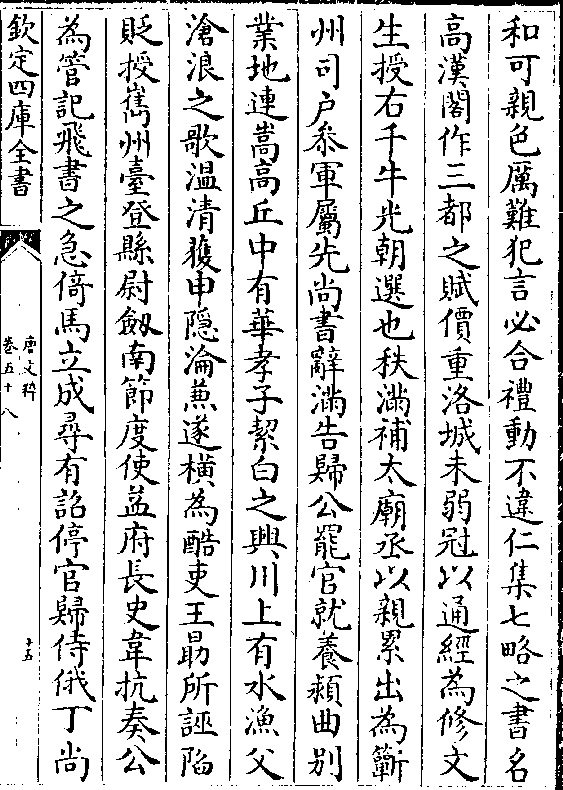 和可親色厲難犯言必合禮動不違仁集七略之書名
高漢閣作三都之賦價重洛城未弱冠以通經為修文
生授右千牛光朝選也秩滿補太廟丞以親累出為蘄
州司户叅軍屬先尚書辭滿告歸公罷官就養潁曲别
業地連嵩高丘中有華孝子絜白之興川上有水漁父
滄浪之歌温清獲申隠淪兼遂横為酷吏王勗所誣陷
貶授嶲州臺登縣尉劒南節度使益府長史韋抗奏公
為管記飛書之急倚馬立成尋有詔停官歸侍俄丁尚
欽定四庫全書
唐文粹
卷五十八
十五